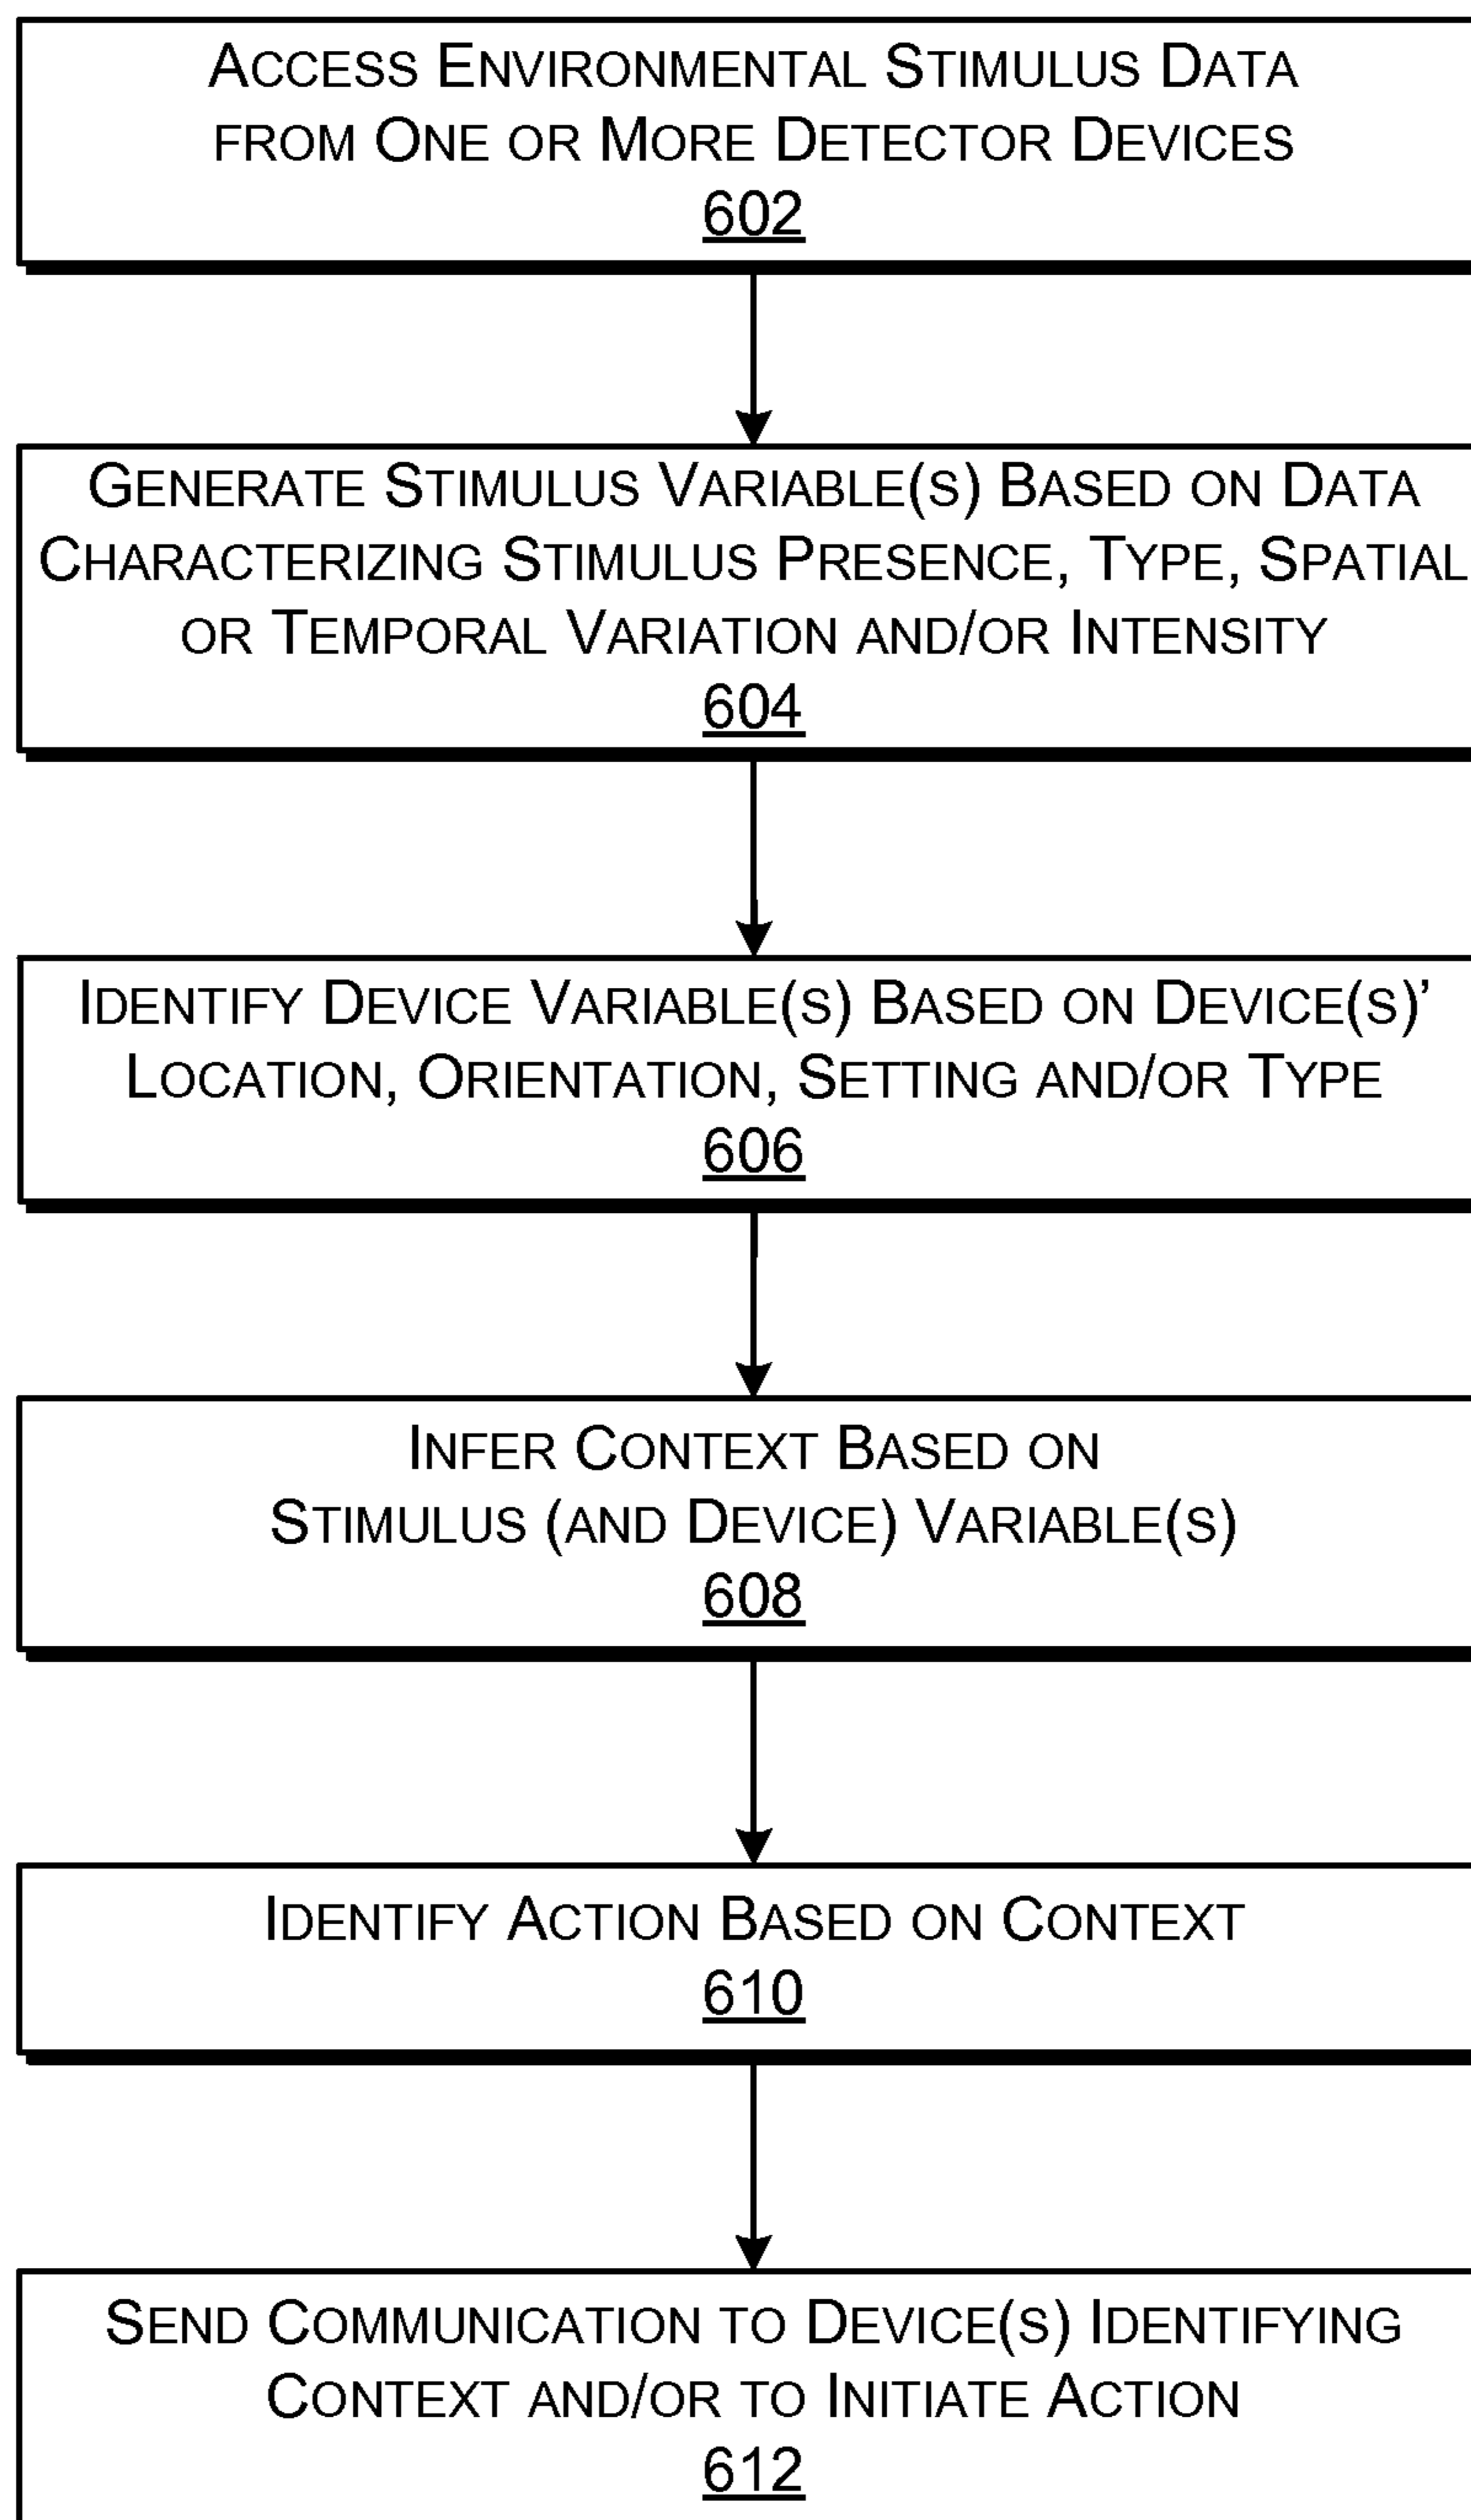 ACCESS ENVIRONMENTAL STIMULUS DATA
FROM ONE OR MORE DETECTOR DEVICES
602
GENERATE STIMULUS VARIABLE(S) BASED ON DATA
CHARACTERIZING STIMULUS PRESENCE, TYPE, SPATIAL
OR TEMPORAL VARIATION AND/OR INTENSITY
604
IDENTIFY DEVICE VARIABLE(S) BASED ON DEVICE(S)’
LOCATION, ORIENTATION, SETTING AND/OR TYPE
606
INFER CONTEXT BASED ON
STIMULUS (AND DEVICE) VARIABLE(S)
608
IDENTIFY ACTION BASED ON CONTEXT
610
SEND COMMUNICATION TO DEVICE(S) IDENTIFYING
CONTEXT AND/OR TO INITIATE ACTION
612